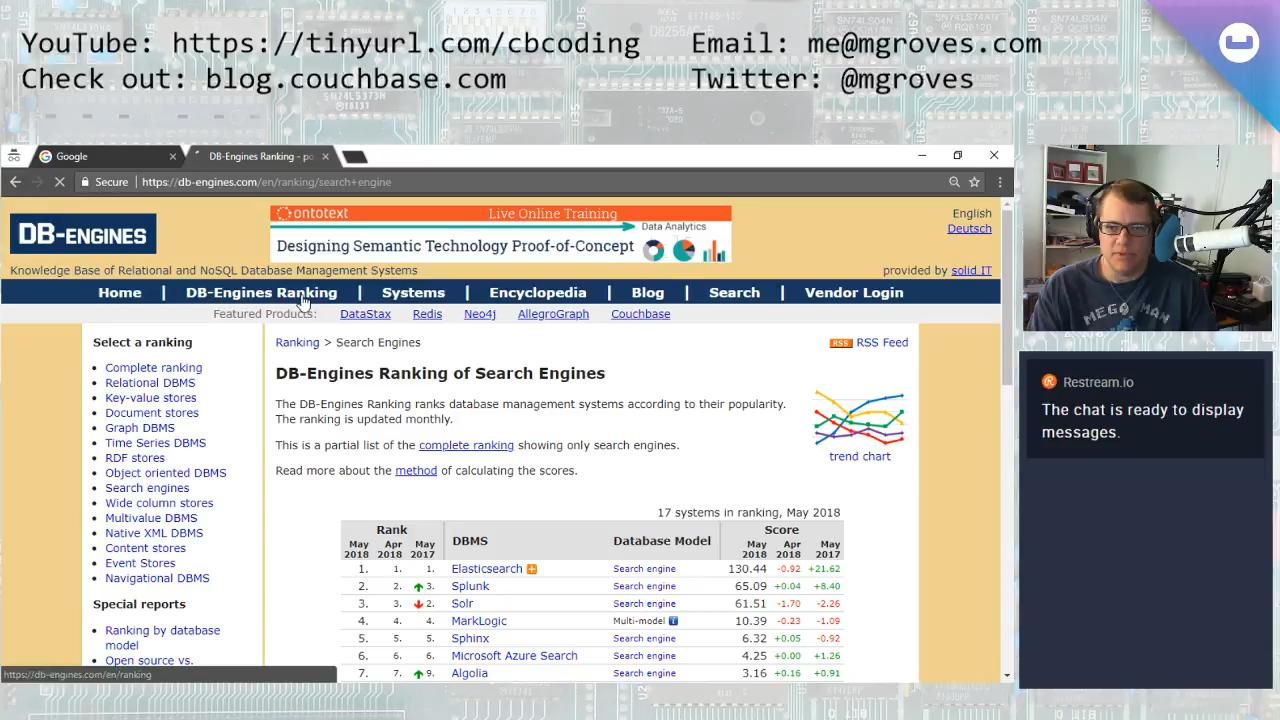 YouTube: https://tinyurl.com/cbcoding Email: me@mgroves.com
Check out: blog.couchbase.com Twitter: @mgroves
Google
DB-Engines Ranking - po
Secure https://db-engines.com/en/ranking/search+engine
DB-ENGINES
ontotext Live Online Training
Data Analytics
Designing Semantic Technology Proof-of-Concept
English
Deutsch
Knowledge Base of Relational and NoSQL Database Management Systems
provided by solid IT
Home | DB-Engines Ranking | Systems | Encyclopedia | Blog | Search | Vendor Login
Featured Products: DataStax Redis Neo4j AllegroGraph Couchbase
Select a ranking
Complete ranking
Relational DBMS
Key-value stores
Document stores
Graph DBMS
Time Series DBMS
RDF stores
Object oriented DBMS
Search engines
Wide column stores
Multivalue DBMS
Native XML DBMS
Content stores
Event Stores
Navigational DBMS
Special reports
Ranking by database
model
Open source vs.
https://db-engines.com/en/ranking
Ranking > Search Engines
RSS RSS Feed
DB-Engines Ranking of Search Engines
The DB-Engines Ranking ranks database management systems according to their popularity.
The ranking is updated monthly.
This is a partial list of the complete ranking showing only search engines.
Read more about the method of calculating the scores.
trend chart
17 systems in ranking, May 2018
Rank DBMS Database Model Score
May 2018 Apr 2018 May 2017 May 2018 Apr 2018 May 2017
1. 1. 1. Elasticsearch Search engine 130.44 -0.92 +21.62
2. 2. 3. Splunk Search engine 65.09 +0.04 +8.40
3. 3. 2. Solr Search engine 61.51 -1.70 -2.26
4. 4. 4. MarkLogic Multi-model 10.39 -0.23 -1.09
5. 5. 5. Sphinx Search engine 6.32 +0.05 -0.92
6. 6. 6. Microsoft Azure Search Search engine 4.25 +0.00 +1.26
7. 7. 9. Algolia Search engine 3.16 +0.16 +0.91
MEGA MAN
Restream.io
The chat is ready to display
messages.